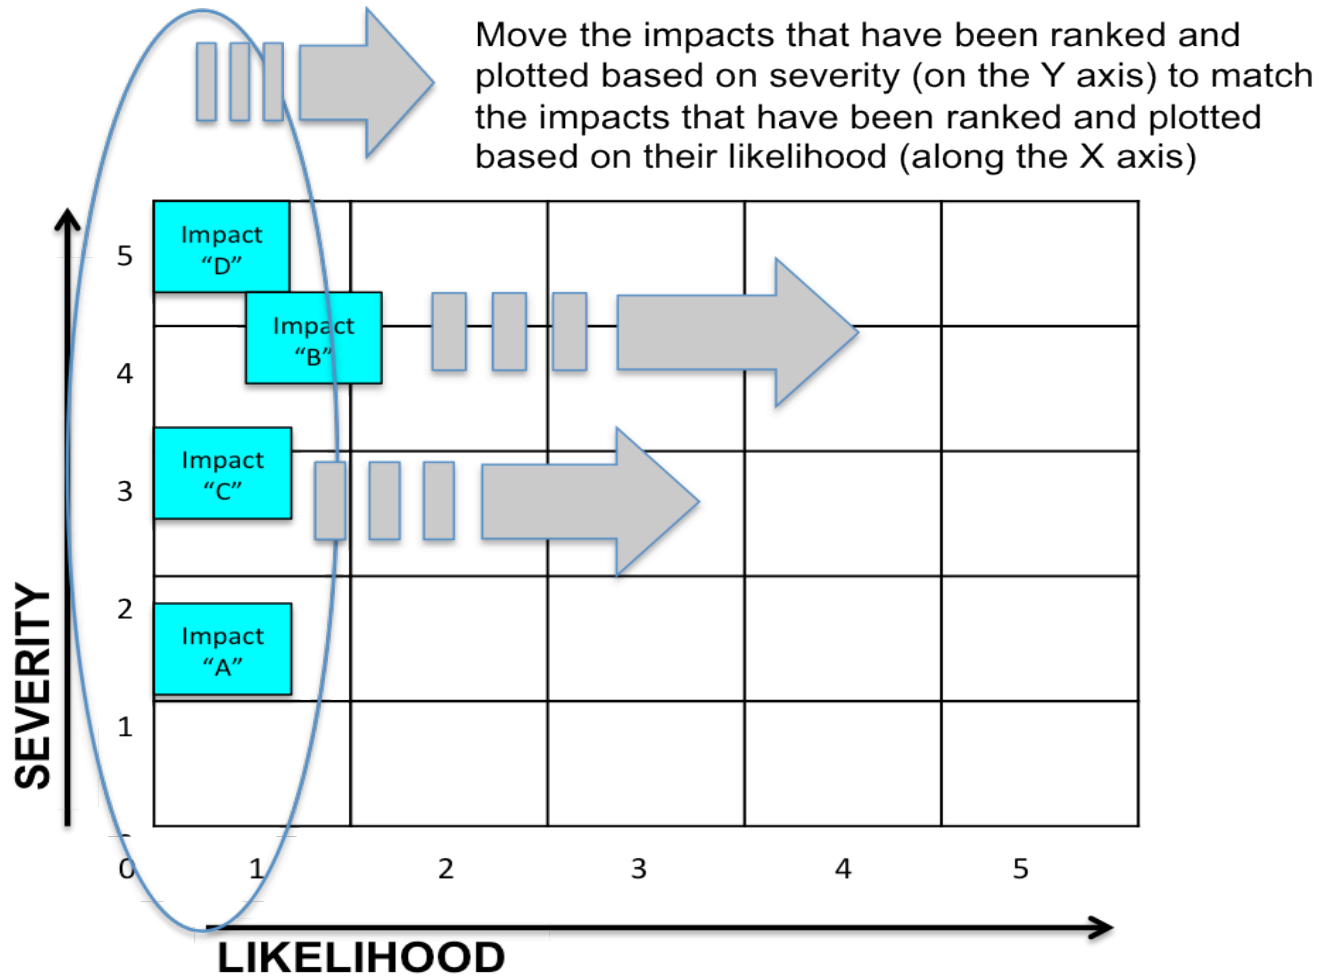 Move the impacts that have been ranked and
plotted based on severity (on the Y axis) to match
the impacts that have been ranked and plotted
based on their likelihood (along the X axis)
5
Impact
“D”
Impact
“B”
4
Impact
“C”
3
2
Impact
“A”
1
SEVERITY
0 1 2 3 4 5
LIKELIHOOD